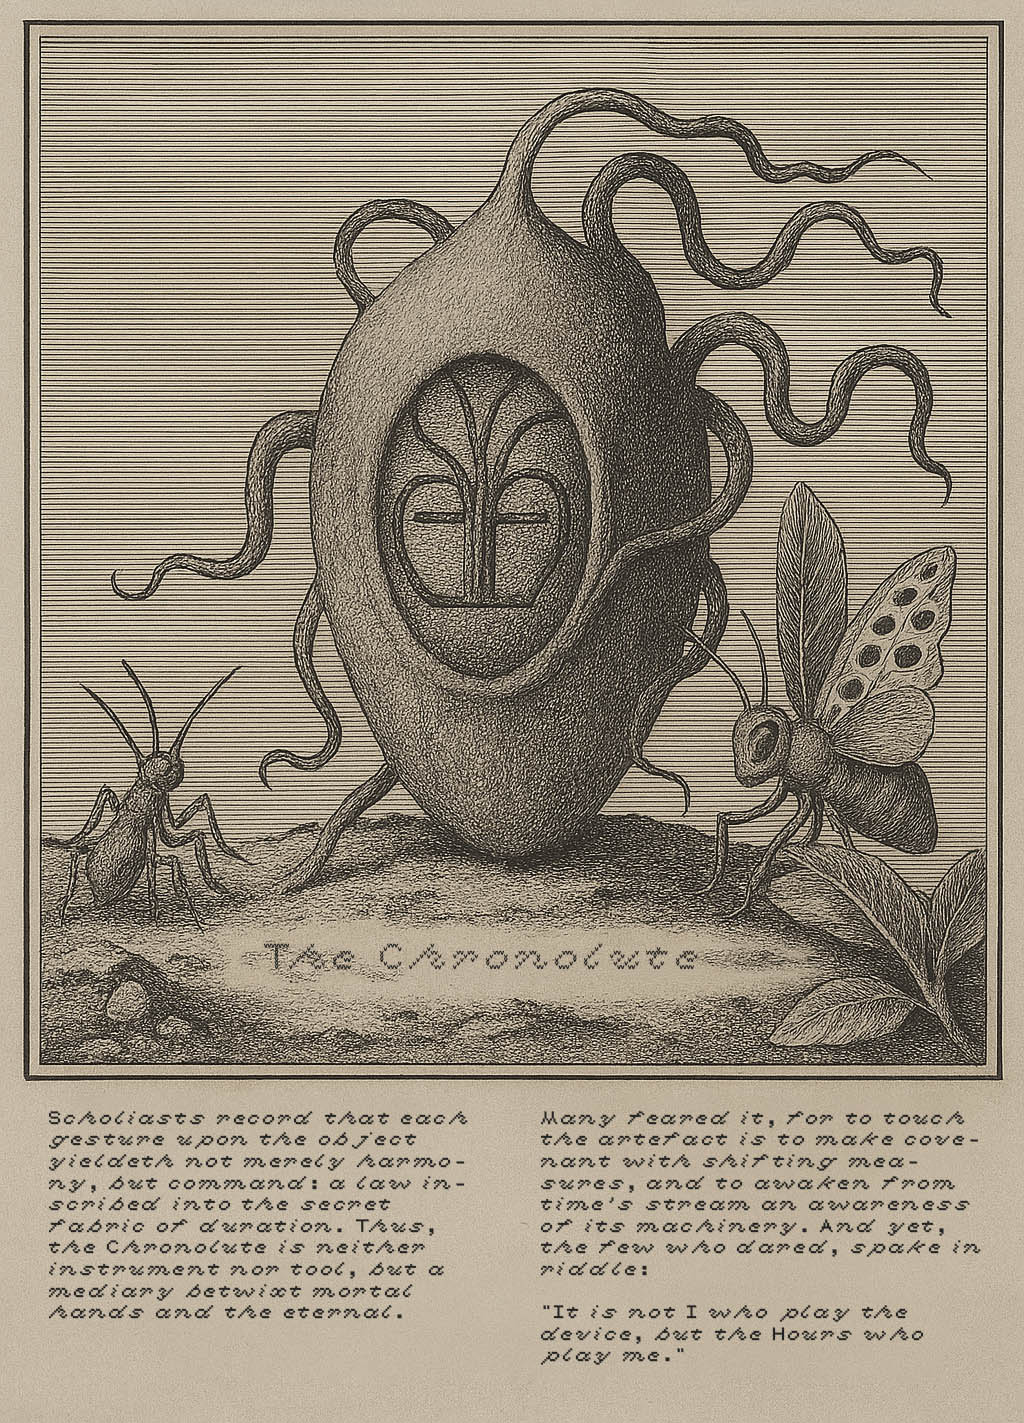 The Chronolute
Scholiasts record that each
gesture upon the object
yieldeth not merely harmo-
ny, but command: a law in-
scribed into the secret
fabric of duration. Thus,
the Chronolute is neither
instrument nor tool, but a
mediary betwixt mortal
hands and the eternal.
Many feared it, for to touch
the artefact is to make cove-
nant with shifting mea-
sures, and to awaken from
time's stream an awareness
of its machinery. And yet,
the few who dared, spake in
riddle:
"It is not I who play the
device, but the Hours who
play me."